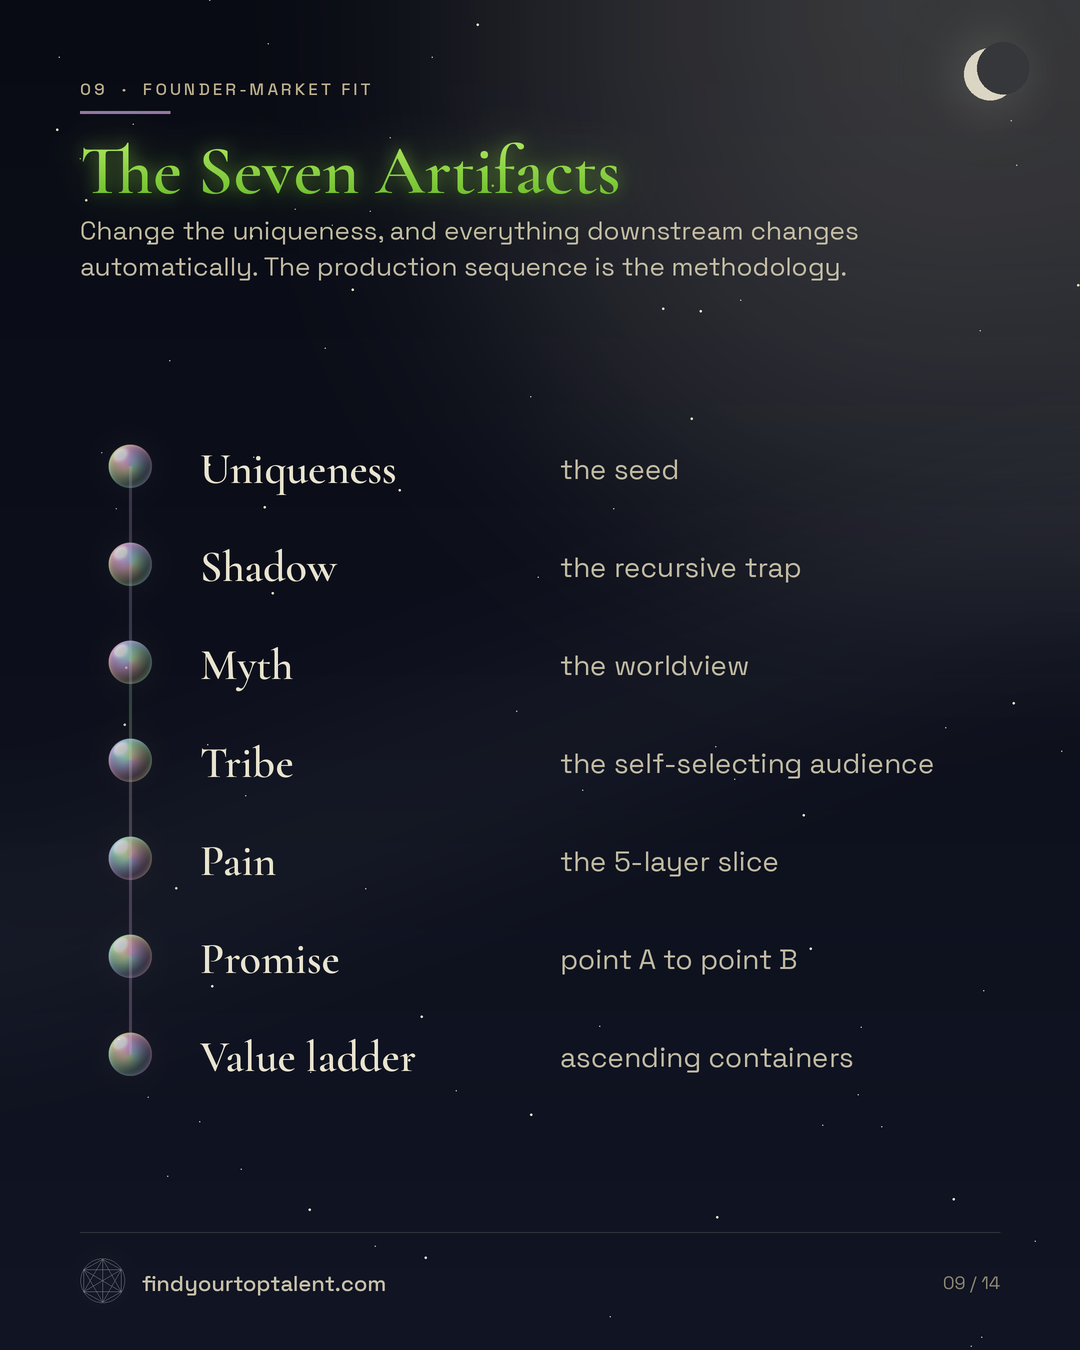 09 · FOUNDER-MARKET FIT
The Seven Artifacts
Change the uniqueness, and everything downstream changes
automatically. The production sequence is the methodology.
Uniqueness the seed
Shadow the recursive trap
Myth the worldview
Tribe the self-selecting audience
Pain the 5-layer slice
Promise point A to point B
Value ladder ascending containers
findyourtoptalent.com 09 / 14